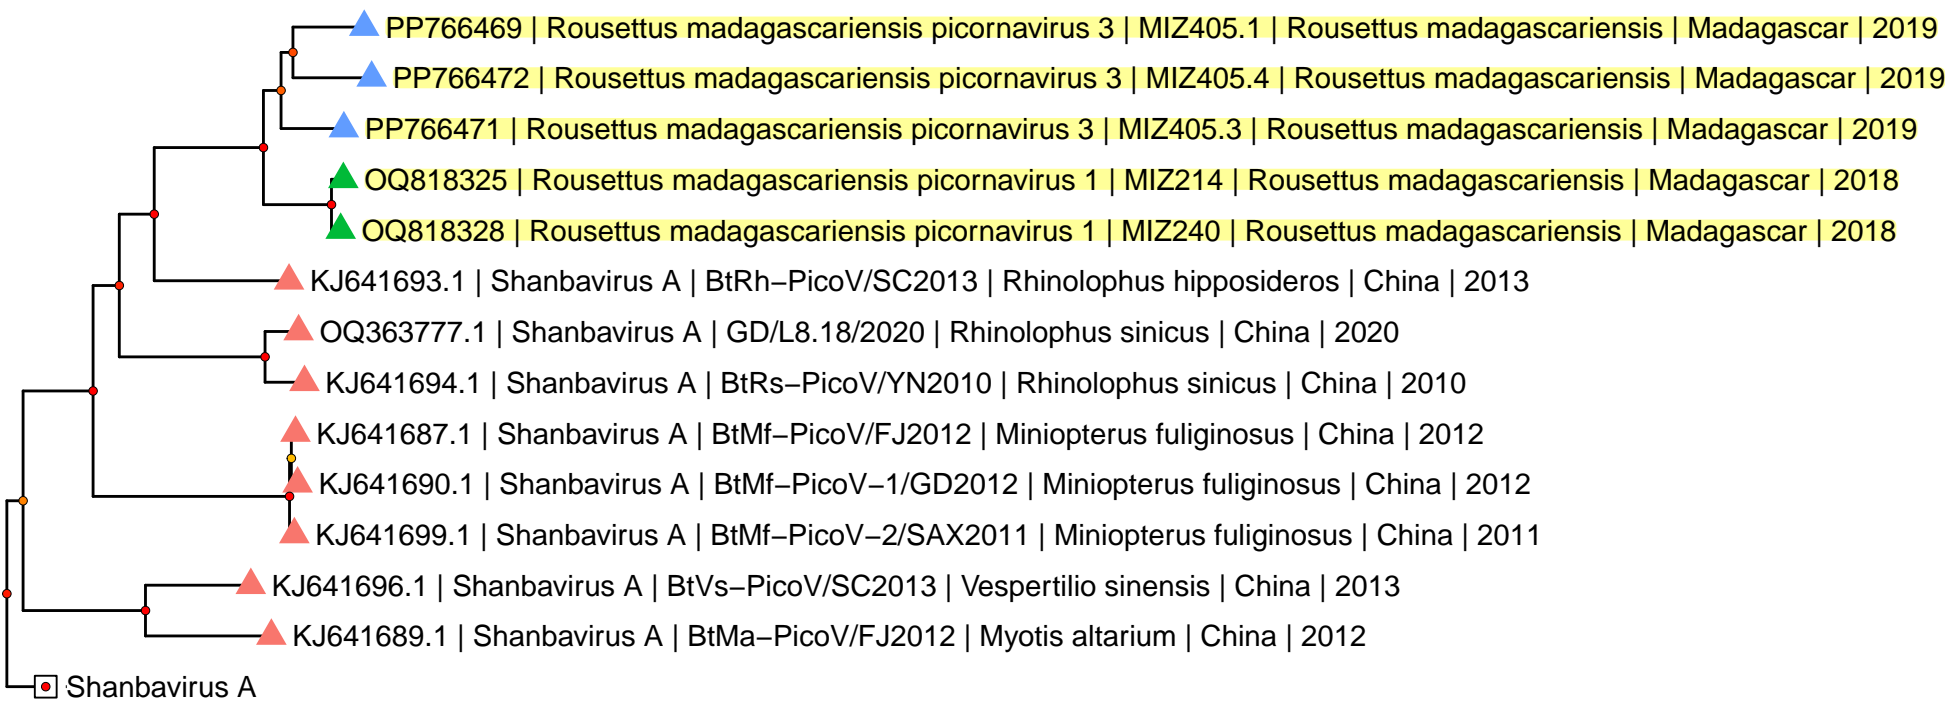 PP766469 | Rousettus madagascariensis picornavirus 3 | MIZ405.1 | Rousettus madagascariensis | Madagascar | 2019
PP766472 | Rousettus madagascariensis picornavirus 3 | MIZ405.4 | Rousettus madagascariensis | Madagascar | 2019
PP766471 | Rousettus madagascariensis picornavirus 3 | MIZ405.3 | Rousettus madagascariensis | Madagascar | 2019
OQ818325 | Rousettus madagascariensis picornavirus 1 | MIZ214 | Rousettus madagascariensis | Madagascar | 2018
OQ818328 | Rousettus madagascariensis picornavirus 1 | MIZ240 | Rousettus madagascariensis | Madagascar | 2018
KJ641693.1 | Shanbavirus A | BtRh−PicoV/SC2013 | Rhinolophus hipposideros | China | 2013
OQ363777.1 | Shanbavirus A | GD/L8.18/2020 | Rhinolophus sinicus | China | 2020
KJ641694.1 | Shanbavirus A | BtRs−PicoV/YN2010 | Rhinolophus sinicus | China | 2010
KJ641687.1 | Shanbavirus A | BtMf−PicoV/FJ2012 | Miniopterus fuliginosus | China | 2012
KJ641690.1 | Shanbavirus A | BtMf−PicoV−1/GD2012 | Miniopterus fuliginosus | China | 2012
KJ641699.1 | Shanbavirus A | BtMf−PicoV−2/SAX2011 | Miniopterus fuliginosus | China | 2011
KJ641696.1 | Shanbavirus A | BtVs−PicoV/SC2013 | Vespertilio sinensis | China | 2013
KJ641689.1 | Shanbavirus A | BtMa−PicoV/FJ2012 | Myotis altarium | China | 2012
Shanbavirus A